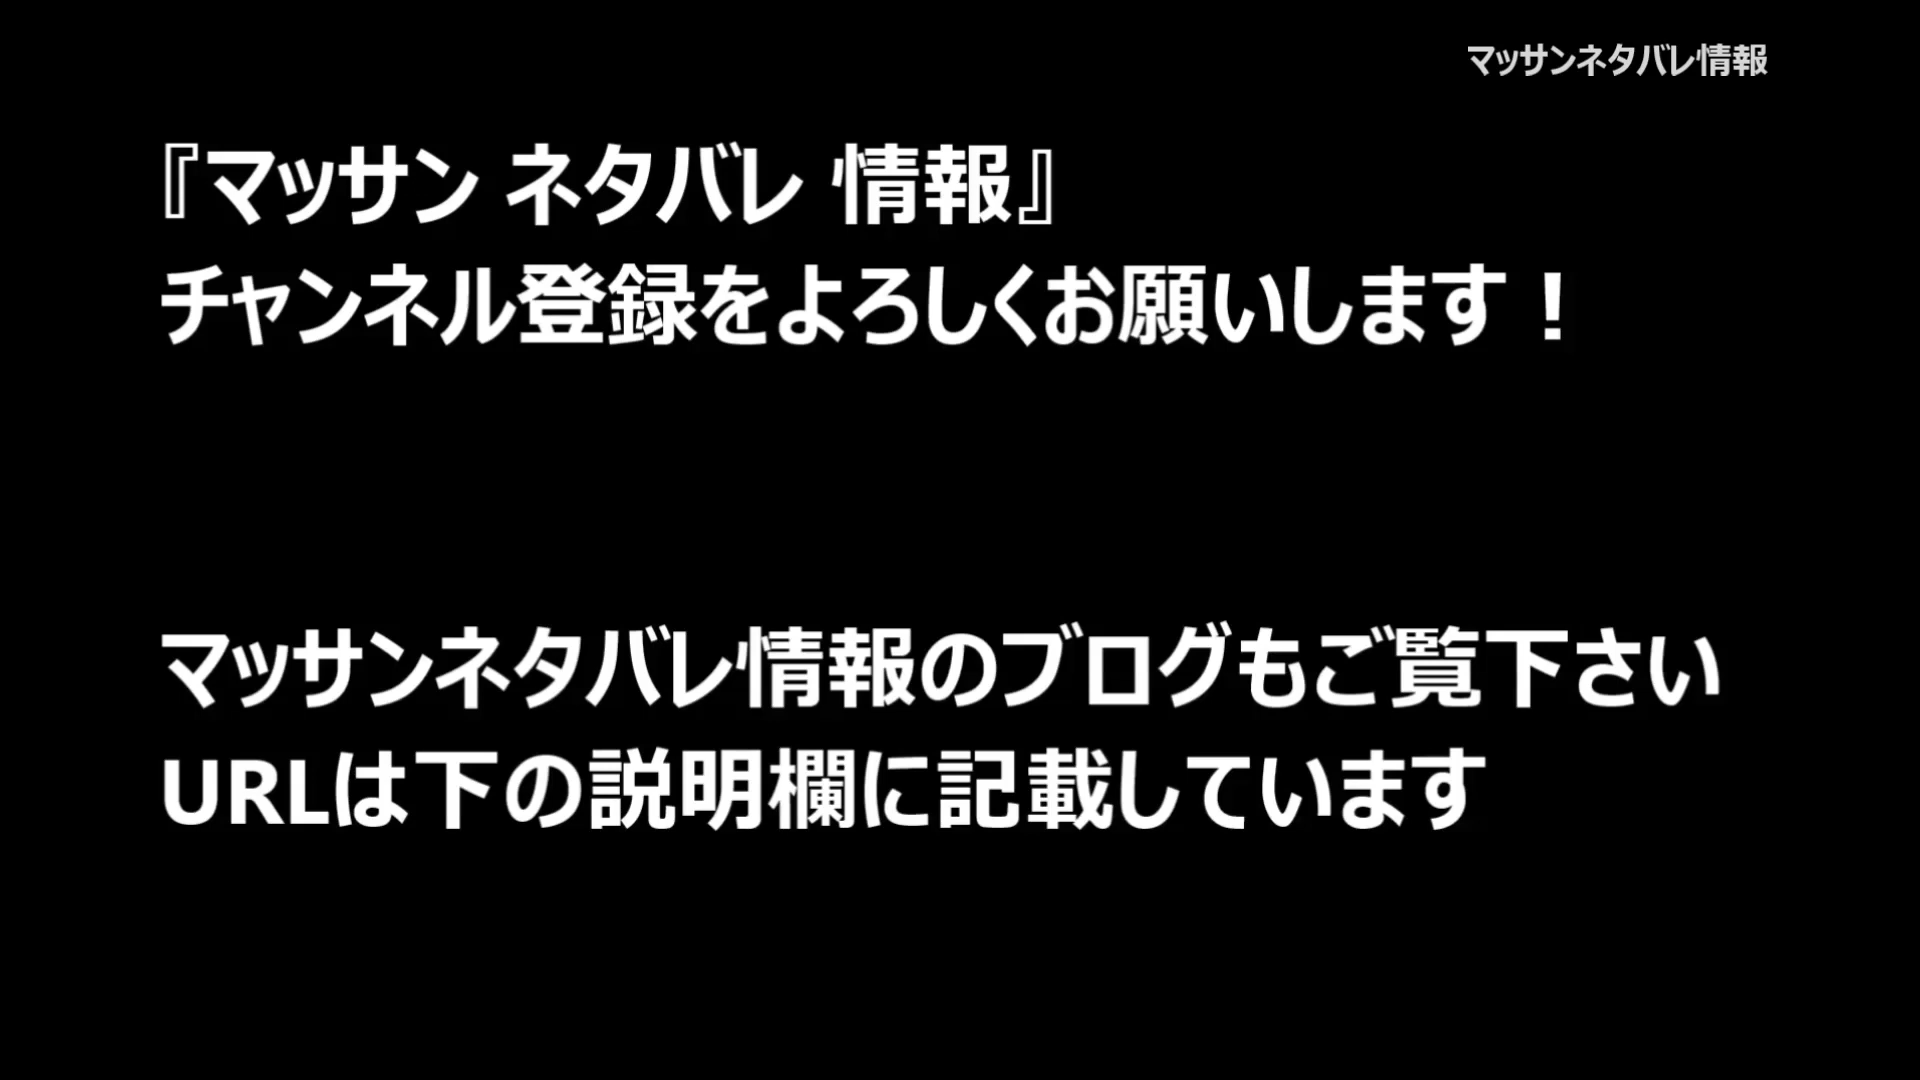 マッサンネタバレ情報
『マッサン ネタバレ 情報』
チャンネル登録をよろしくお願いします！
マッサンネタバレ情報のブログもご覧下さい
URLは下の説明欄に記載しています